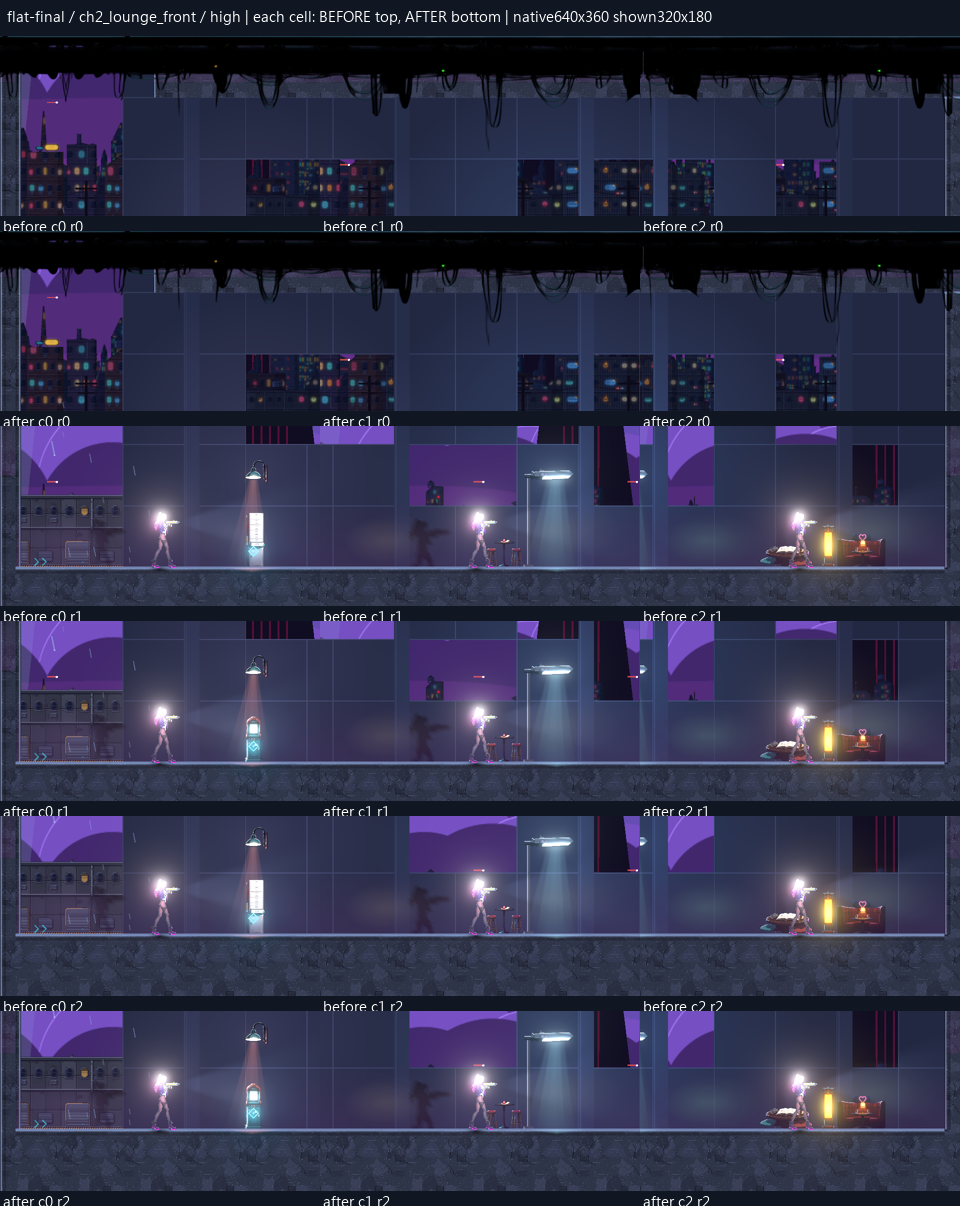 flat-final / ch2_lounge_front / high | each cell: BEFORE top, AFTER bottom | native640x360 shown320x180
before c0 r0 before c1 r0 before c2 r0
after c0 r0 after c1 r0 after c2 r0
before c0 r1 before c1 r1 before c2 r1
after c0 r1 after c1 r1 after c2 r1
before c0 r2 before c1 r2 before c2 r2
after c0 r2 after c1 r2 after c2 r2